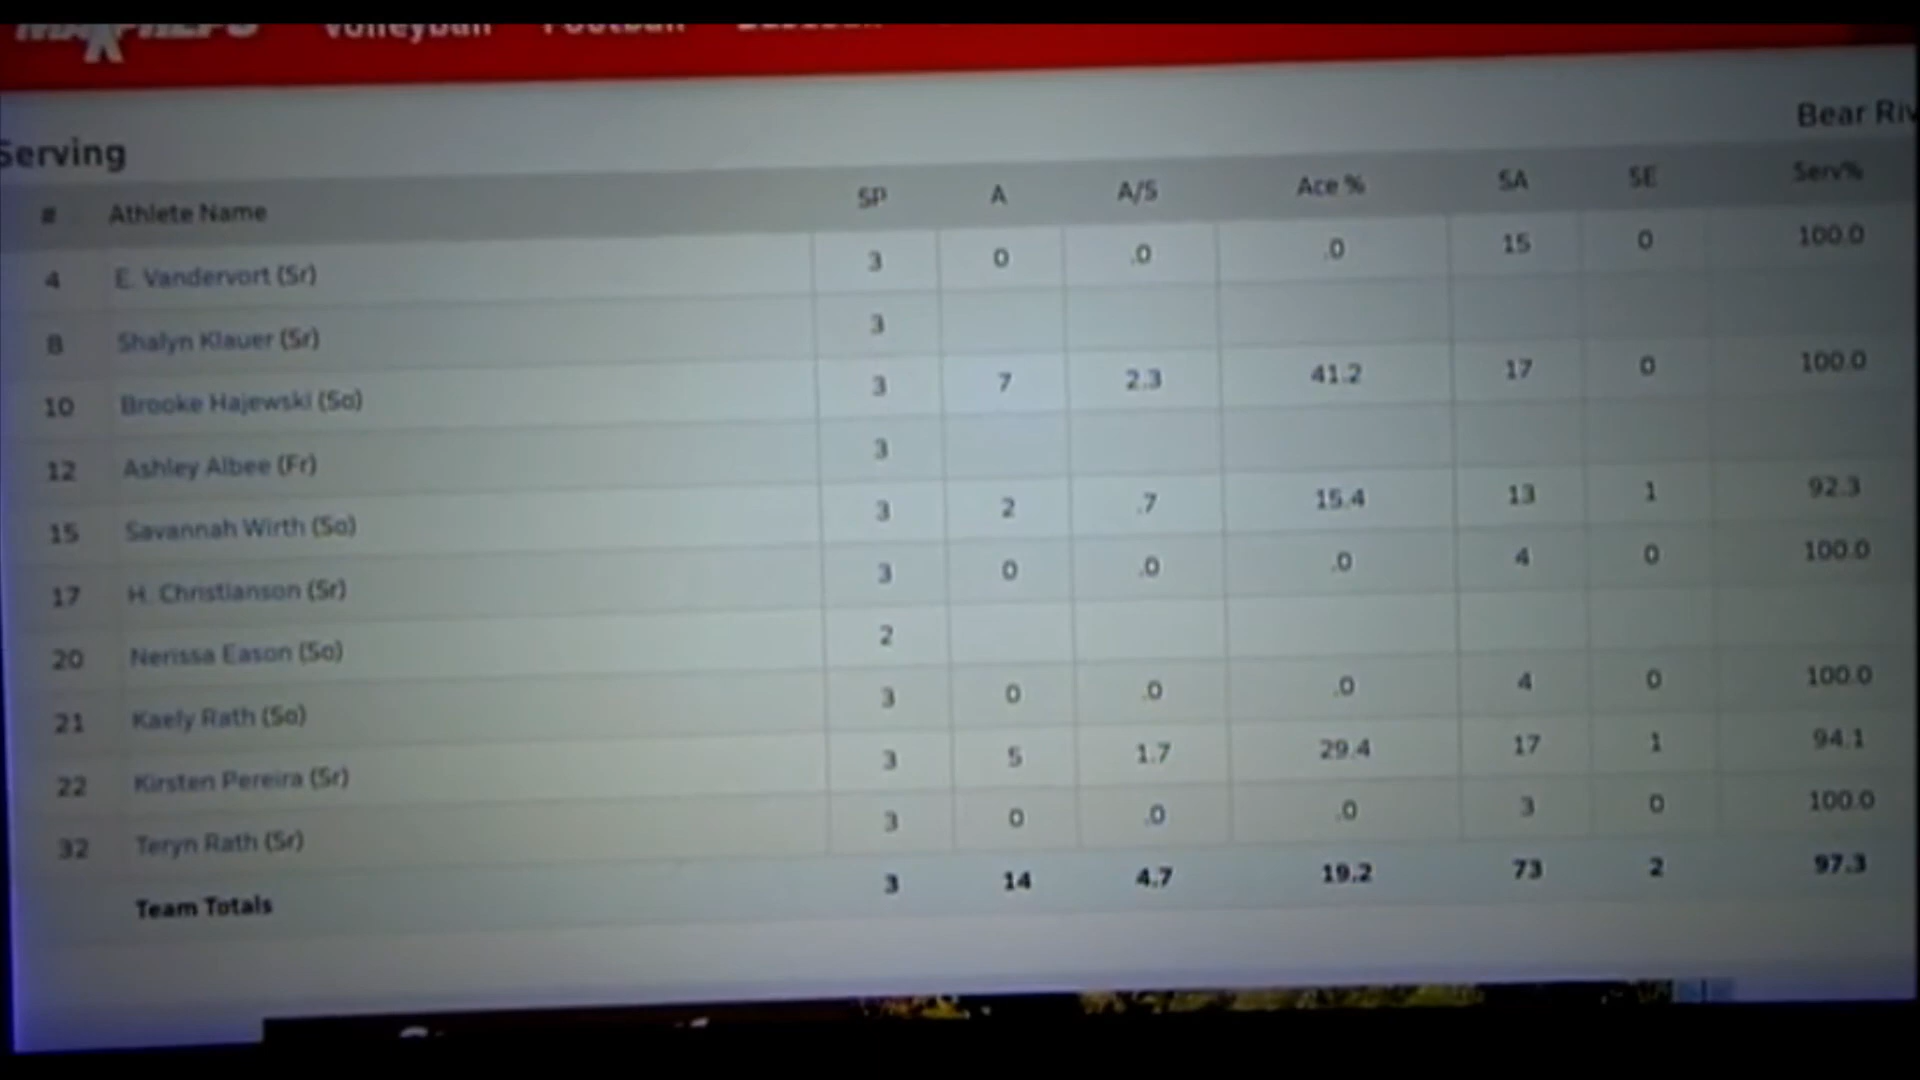 MAXPREPS Volleyball Football Baseball
Bear Riv
Serving
# Athlete Name SP A A/S Ace % SA SE Serv%
4 E. Vandervort (Sr) 3 0 .0 .0 15 0 100.0
8 Shalyn Klauer (Sr) 3
10 Brooke Hajewski (So) 3 7 2.3 41.2 17 0 100.0
12 Ashley Albee (Fr) 3
15 Savannah Wirth (So) 3 2 .7 15.4 13 1 92.3
17 H. Christianson (Sr) 3 0 .0 .0 4 0 100.0
20 Nerissa Eason (So) 2
21 Kaely Rath (So) 3 0 .0 .0 4 0 100.0
22 Kirsten Pereira (Sr) 3 5 1.7 29.4 17 1 94.1
32 Teryn Rath (Sr) 3 0 .0 .0 3 0 100.0
Team Totals 3 14 4.7 19.2 73 2 97.3